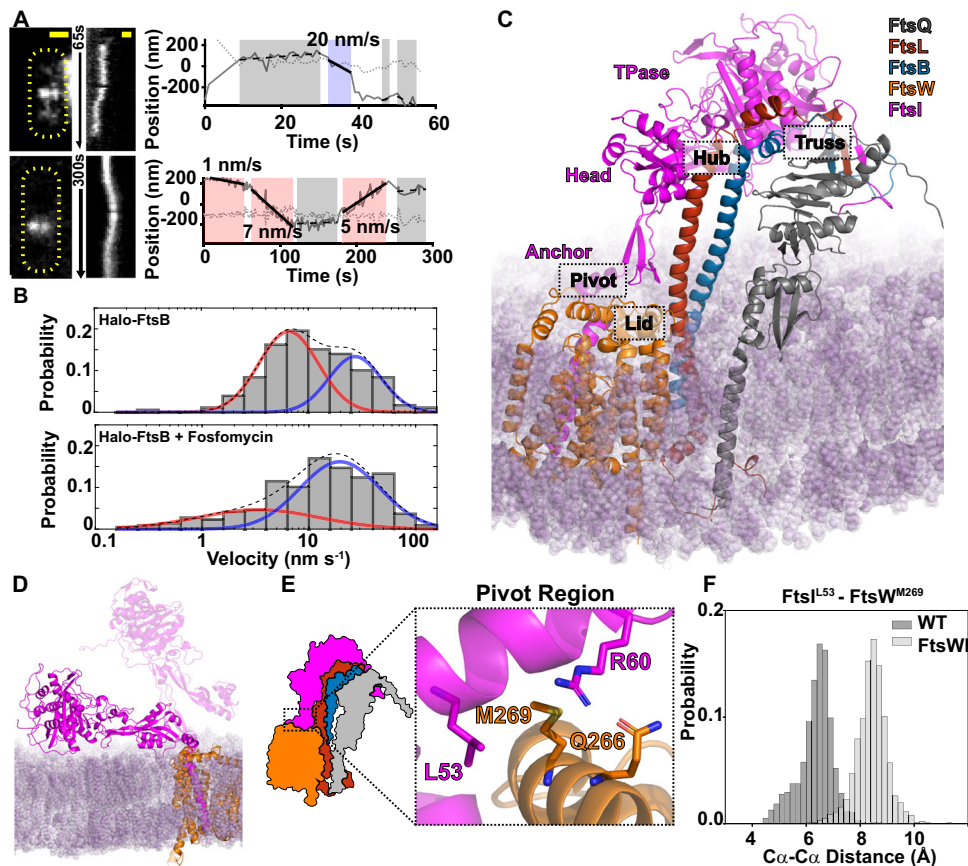 A
65s
300s
Position (nm)
200
0
-200
20 nm/s
0
20
40
60
Time (s)
Position (nm)
200
0
-200
1 nm/s
7 nm/s
5 nm/s
0
100
200
300
Time (s)
B
Halo-FtsB
Probability
0.2
0.1
0
Halo-FtsB + Fosfomycin
Probability
0.2
0.1
0
0.1
1
10
100
Velocity (nm s⁻¹)
C
FtsQ
FtsL
FtsB
FtsW
FtsI
TPase
Head
Hub
Truss
Anchor
Pivot
Lid
D
E
Pivot Region
R60
M269
Q266
L53
F
FtsI^L53 - FtsW^M269
WT
FtsWI
Probability
0.2
0.1
0.0
4
6
8
10
Cα-Cα Distance (Å)